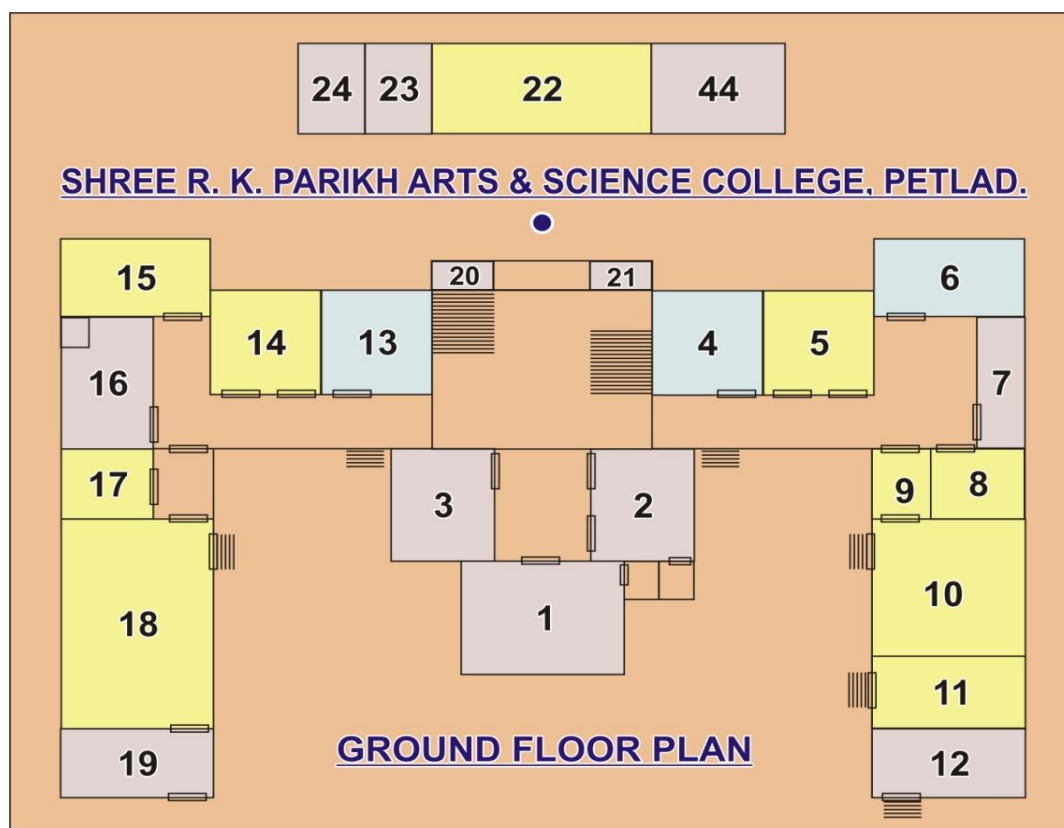 24 23 22 44
SHREE R. K. PARIKH ARTS & SCIENCE COLLEGE, PETLAD.
15 20 21 6
14 13 4 5
16 7
17 3 2 9 8
18 1 10
11
GROUND FLOOR PLAN
19 12